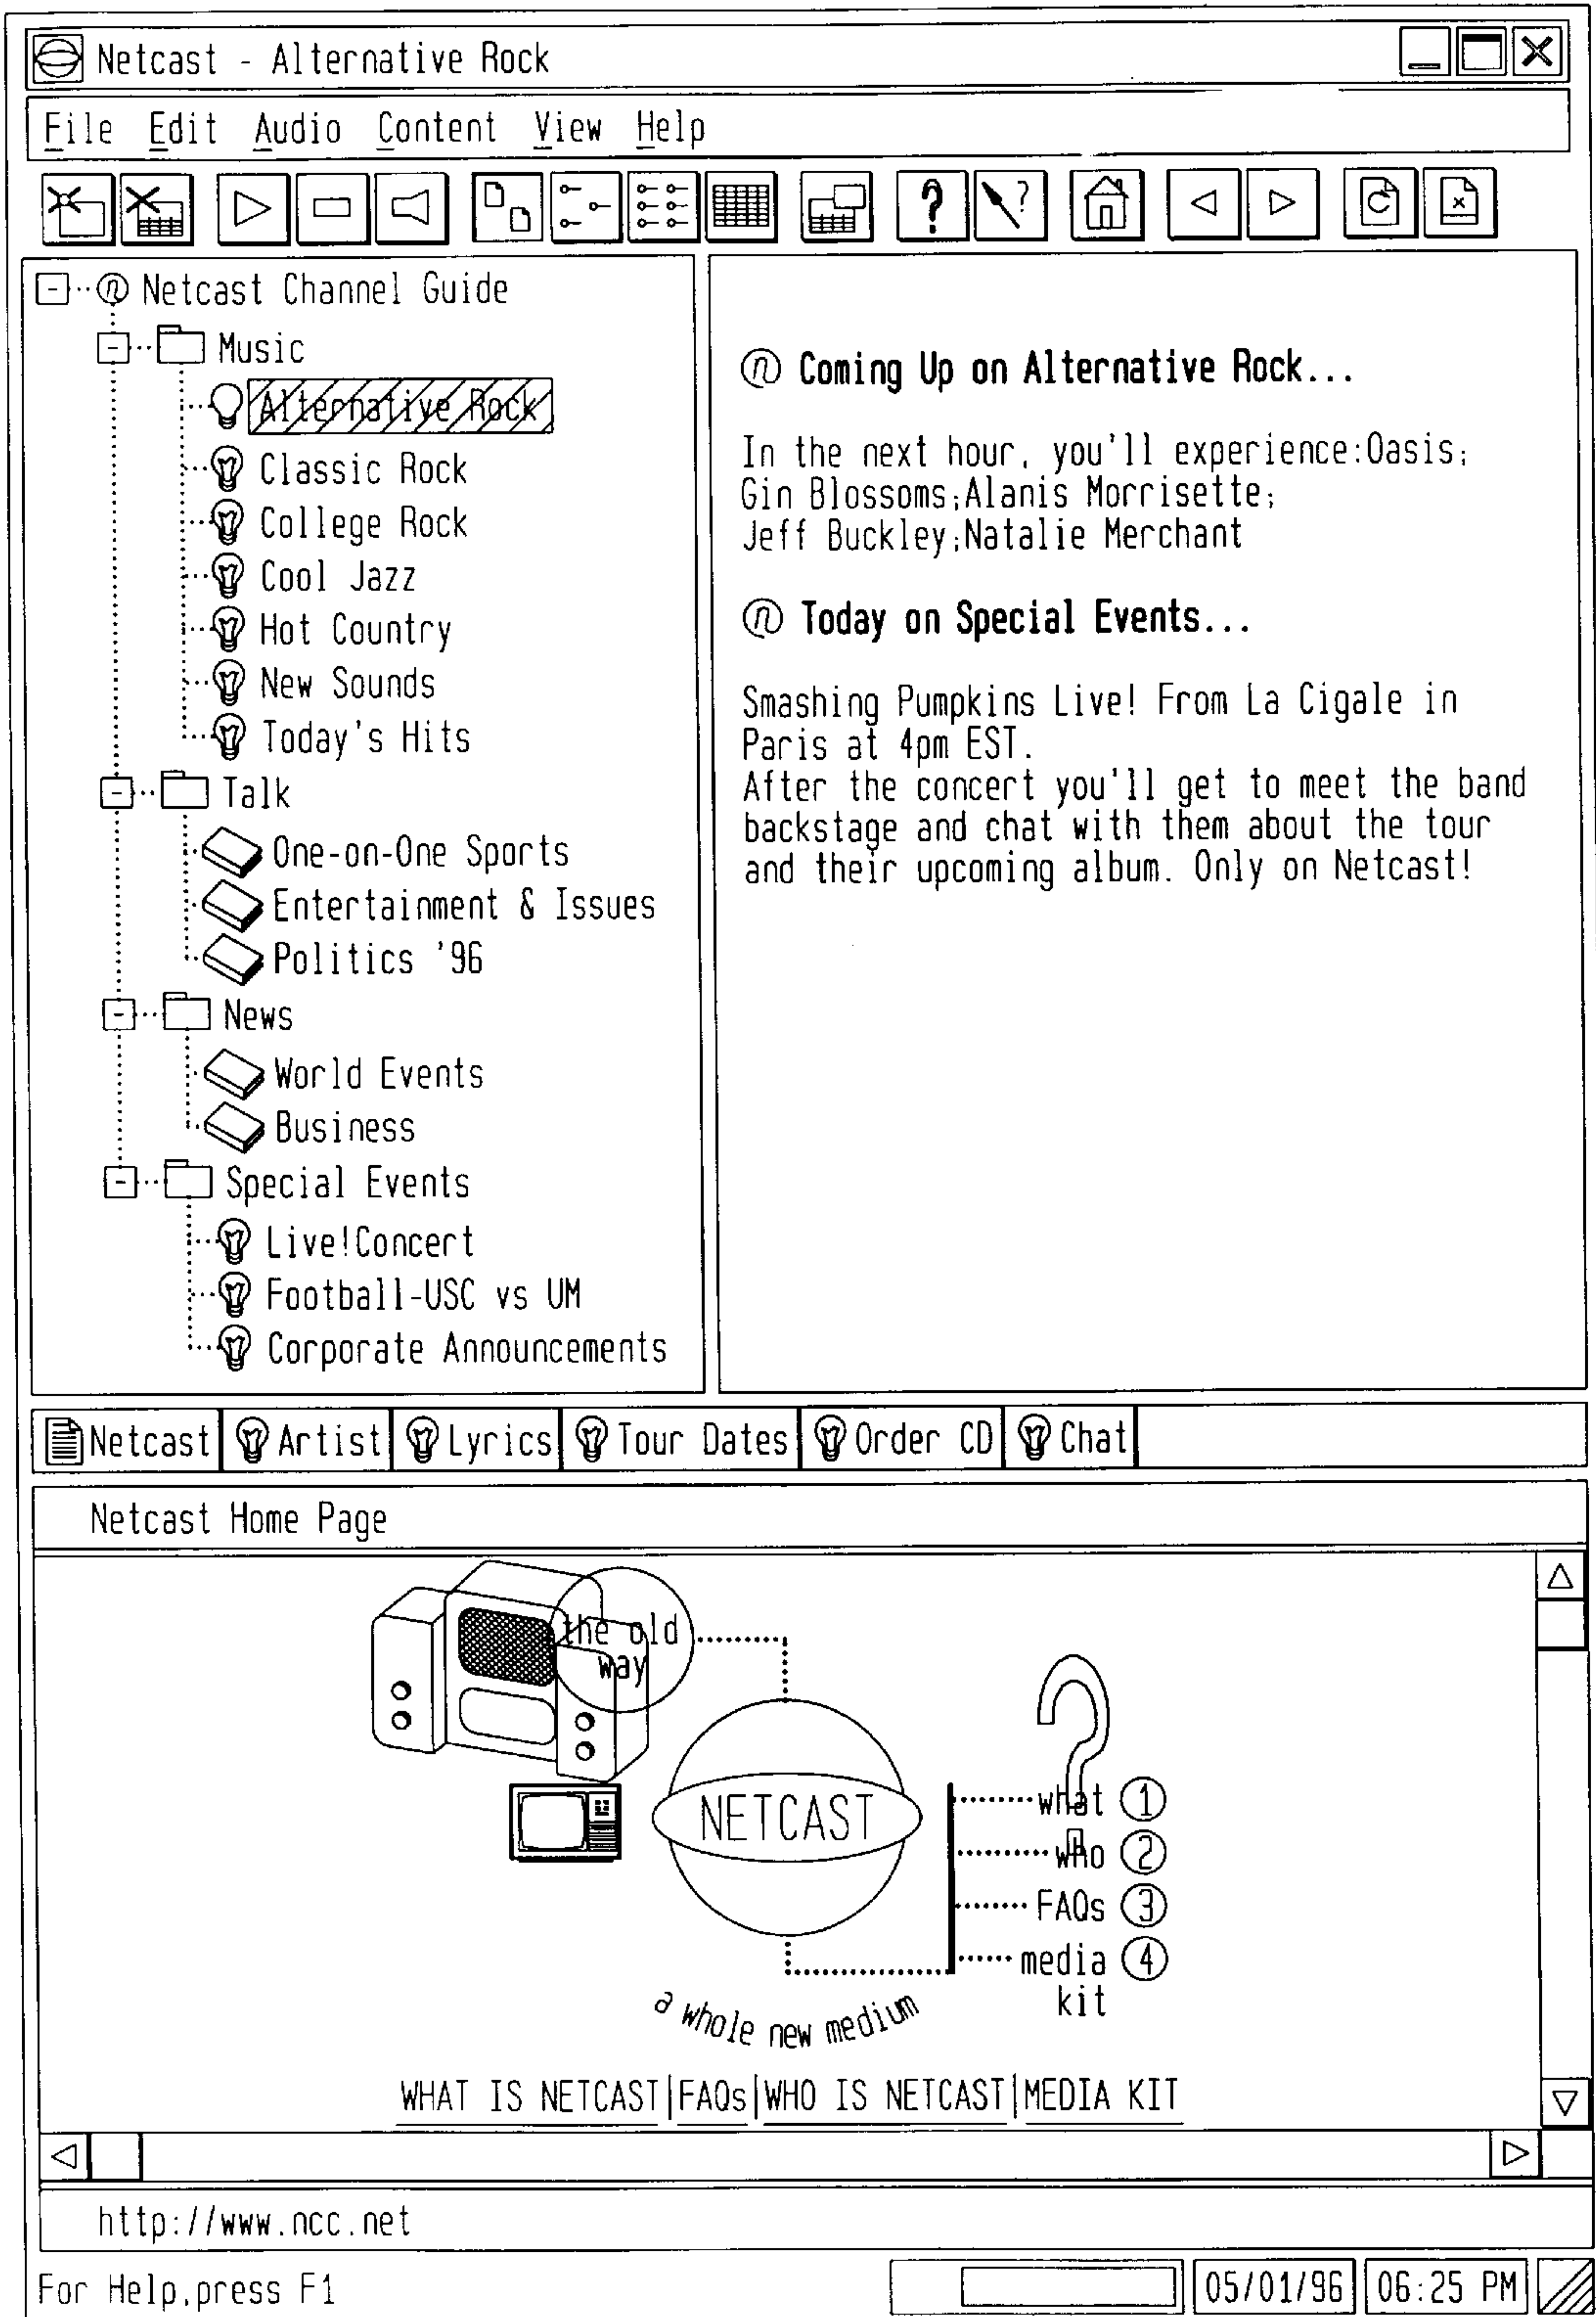 Netcast - Alternative Rock
File Edit Audio Content View Help
Netcast Channel Guide
Music
Alternative Rock
Classic Rock
College Rock
Cool Jazz
Hot Country
New Sounds
Today's Hits
Talk
One-on-One Sports
Entertainment & Issues
Politics '96
News
World Events
Business
Special Events
Live!Concert
Football-USC vs UM
Corporate Announcements
Coming Up on Alternative Rock...
In the next hour, you'll experience:Oasis;
Gin Blossoms;Alanis Morrisette;
Jeff Buckley;Natalie Merchant
Today on Special Events...
Smashing Pumpkins Live! From La Cigale in
Paris at 4pm EST.
After the concert you'll get to meet the band
backstage and chat with them about the tour
and their upcoming album. Only on Netcast!
Netcast Artist Lyrics Tour Dates Order CD Chat
Netcast Home Page
the old
way
NETCAST
what 1
who 2
FAQs 3
media 4
kit
a whole new medium
WHAT IS NETCAST|FAQs|WHO IS NETCAST|MEDIA KIT
http://www.ncc.net
For Help,press F1
05/01/96 06:25 PM